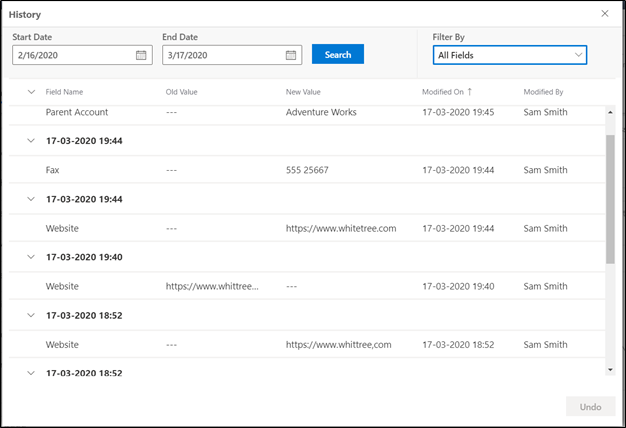 History
Start Date End Date Filter By
2/16/2020 3/17/2020 Search All Fields
Field Name Old Value New Value Modified On ↑ Modified By
Parent Account --- Adventure Works 17-03-2020 19:45 Sam Smith
17-03-2020 19:44
Fax --- 555 25667 17-03-2020 19:44 Sam Smith
17-03-2020 19:44
Website --- https://www.whitetree.com 17-03-2020 19:44 Sam Smith
17-03-2020 19:40
Website https://www.whittree... --- 17-03-2020 19:40 Sam Smith
17-03-2020 18:52
Website --- https://www.whittree,com 17-03-2020 18:52 Sam Smith
17-03-2020 18:52
Undo